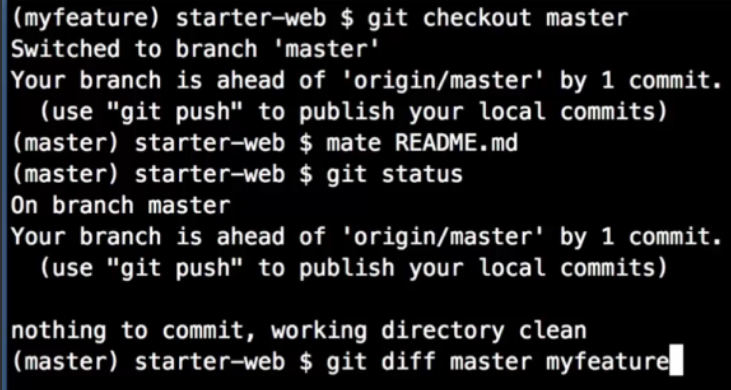 (myfeature) starter-web $ git checkout master
Switched to branch 'master'
Your branch is ahead of 'origin/master' by 1 commit.
  (use "git push" to publish your local commits)
(master) starter-web $ mate README.md
(master) starter-web $ git status
On branch master
Your branch is ahead of 'origin/master' by 1 commit.
  (use "git push" to publish your local commits)

nothing to commit, working directory clean
(master) starter-web $ git diff master myfeature